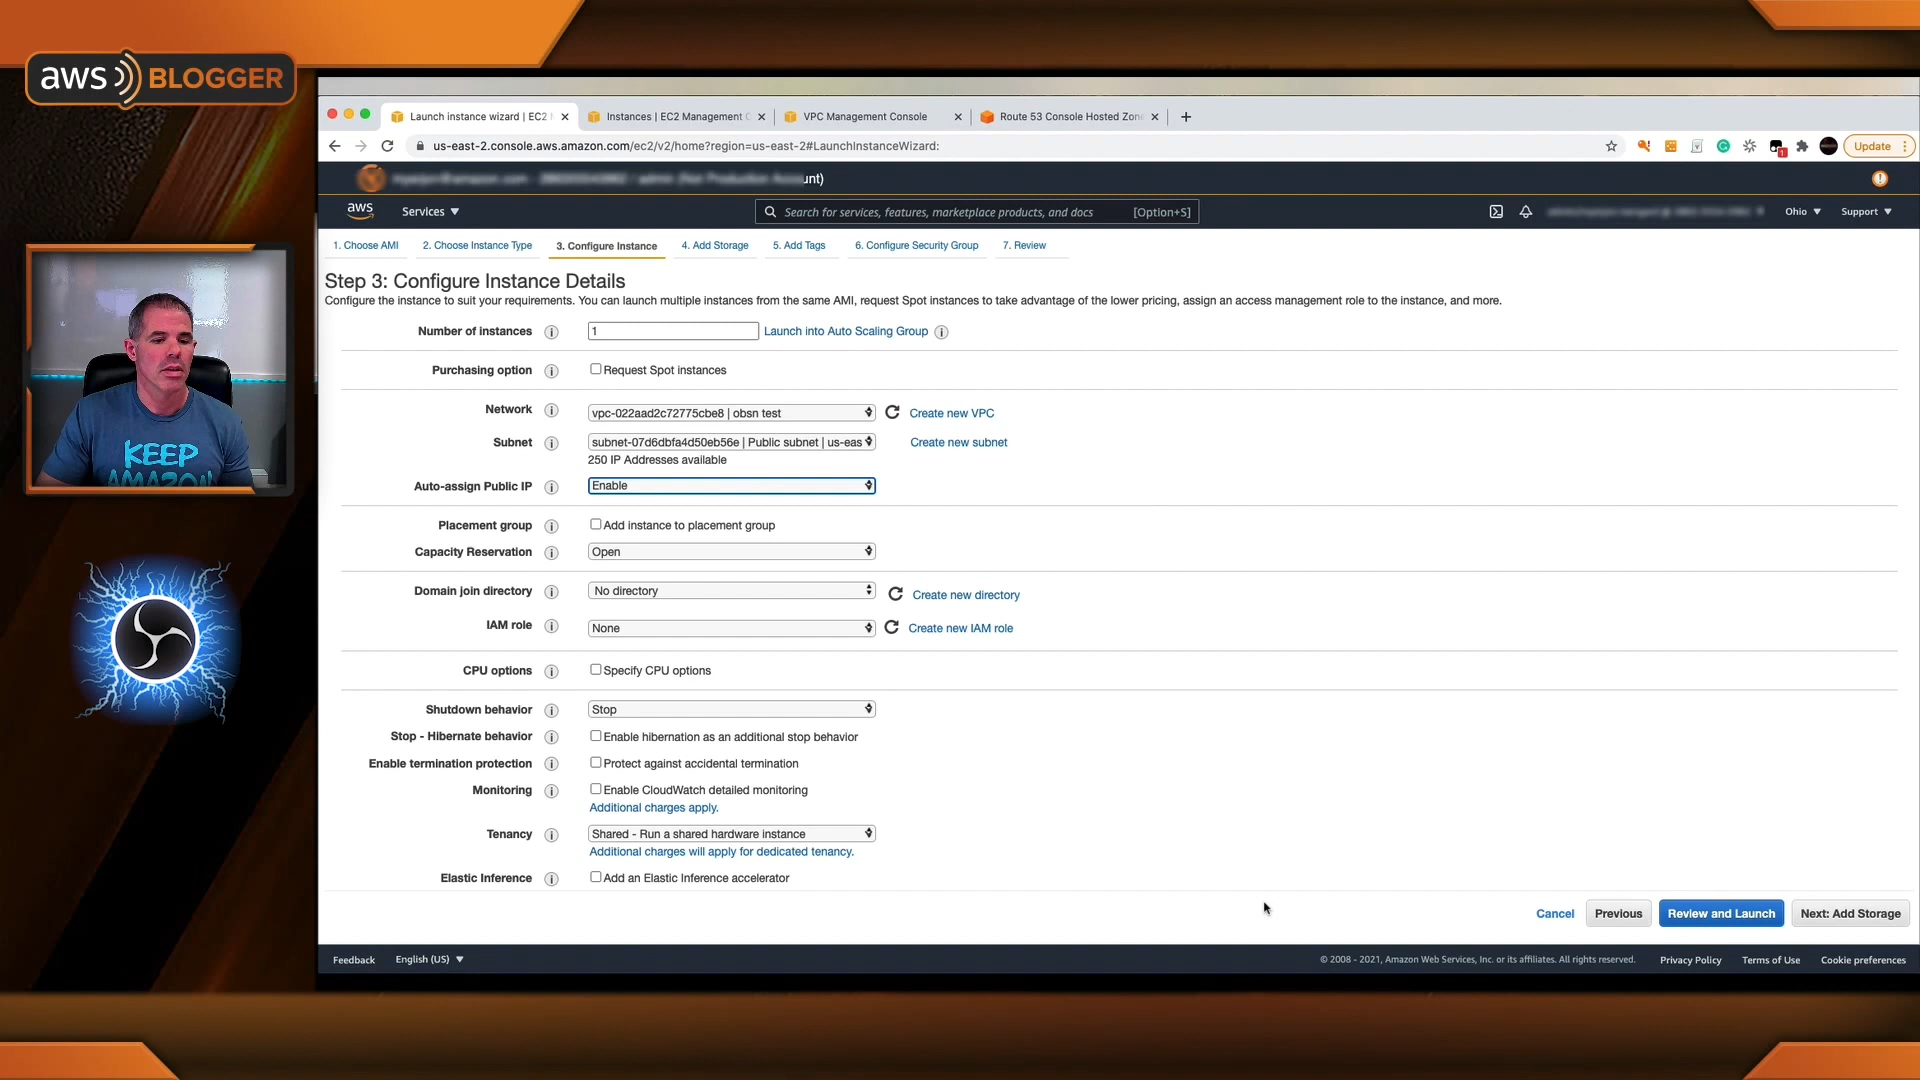 aws BLOGGER
Launch instance wizard | EC2
Instances | EC2 Management
VPC Management Console
Route 53 Console Hosted Zone
us-east-2.console.aws.amazon.com/ec2/v2/home?region=us-east-2#LaunchInstanceWizard:
1
Update
unt)
aws
Services
Search for services, features, marketplace products, and docs
[Option+S]
Ohio
Support
1. Choose AMI
2. Choose Instance Type
3. Configure Instance
4. Add Storage
5. Add Tags
6. Configure Security Group
7. Review
Step 3: Configure Instance Details
Configure the instance to suit your requirements. You can launch multiple instances from the same AMI, request Spot instances to take advantage of the lower pricing, assign an access management role to the instance, and more.
Number of instances
1
Launch into Auto Scaling Group
Purchasing option
Request Spot instances
Network
vpc-022aad2c72775cbe8 | obsn test
Create new VPC
Subnet
subnet-07d6dbfa4d50eb56e | Public subnet | us-eas
Create new subnet
250 IP Addresses available
Auto-assign Public IP
Enable
Placement group
Add instance to placement group
Capacity Reservation
Open
Domain join directory
No directory
Create new directory
IAM role
None
Create new IAM role
CPU options
Specify CPU options
Shutdown behavior
Stop
Stop - Hibernate behavior
Enable hibernation as an additional stop behavior
Enable termination protection
Protect against accidental termination
Monitoring
Enable CloudWatch detailed monitoring
Additional charges apply.
Tenancy
Shared - Run a shared hardware instance
Additional charges will apply for dedicated tenancy.
Elastic Inference
Add an Elastic Inference accelerator
Cancel
Previous
Review and Launch
Next: Add Storage
Feedback
English (US)
© 2008 - 2021, Amazon Web Services, Inc. or its affiliates. All rights reserved.
Privacy Policy
Terms of Use
Cookie preferences
KEEP
AMAZON